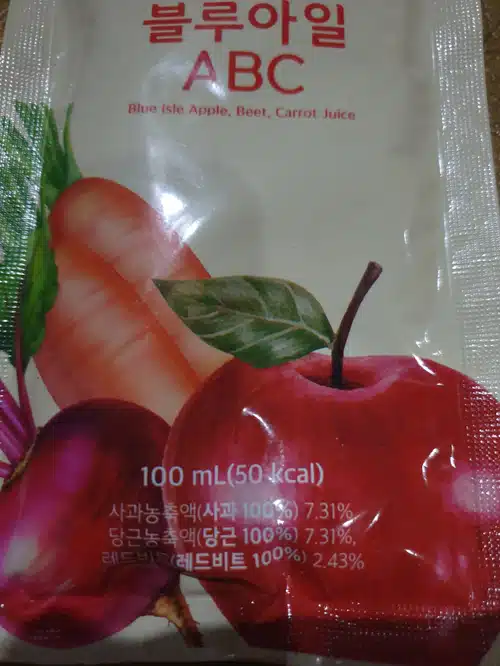 블루아일
ABC
Blue Isle Apple, Beet, Carrot Juice
100 mL(50 kcal)
사과농축액(사과 100%) 7.31%,
당근농축액(당근 100%) 7.31%,
(레드비트 100%) 2.43%